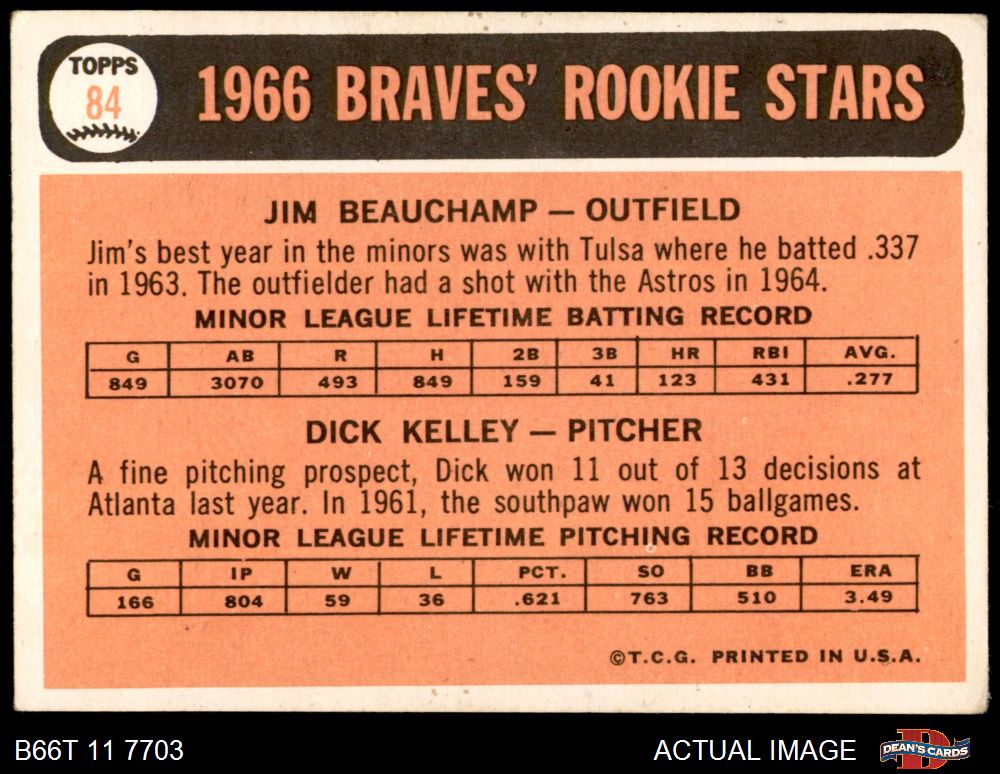 TOPPS
84
1966 BRAVES' ROOKIE STARS
JIM BEAUCHAMP — OUTFIELD
Jim's best year in the minors was with Tulsa where he batted .337
in 1963. The outfielder had a shot with the Astros in 1964.
MINOR LEAGUE LIFETIME BATTING RECORD
G AB R H 2B 3B HR RBI AVG.
849 3070 493 849 159 41 123 431 .277
DICK KELLEY — PITCHER
A fine pitching prospect, Dick won 11 out of 13 decisions at
Atlanta last year. In 1961, the southpaw won 15 ballgames.
MINOR LEAGUE LIFETIME PITCHING RECORD
G IP W L PCT. SO BB ERA
166 804 59 36 .621 763 510 3.49
©T.C.G. PRINTED IN U.S.A.
B66T 11 7703 ACTUAL IMAGE DEAN'S CARDS